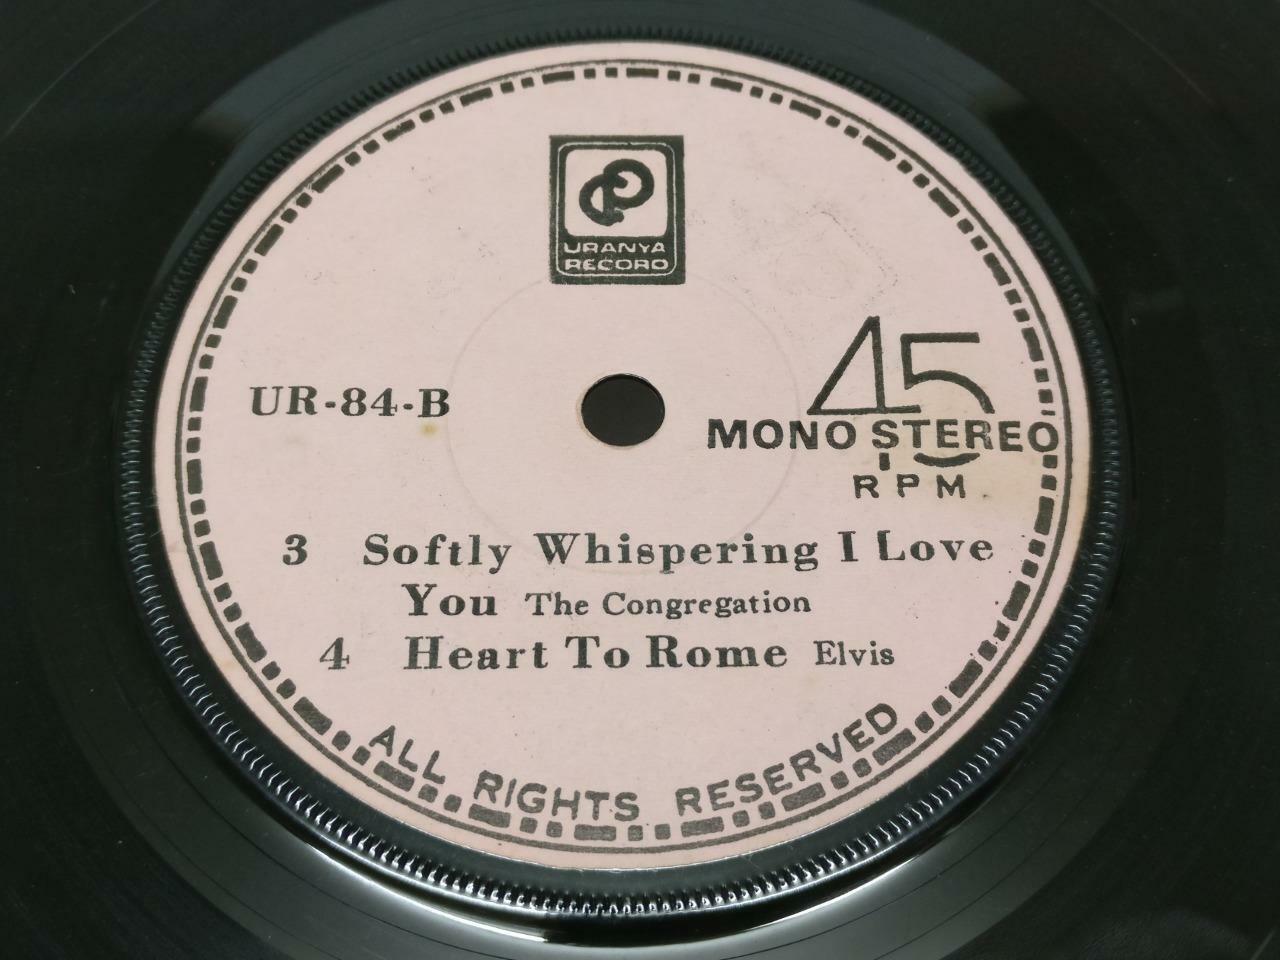 URANYA
RECORD
45
UR-84-B
MONO STEREO
RPM
3 Softly Whispering I Love
You The Congregation
4 Heart To Rome Elvis
ALL RIGHTS RESERVED